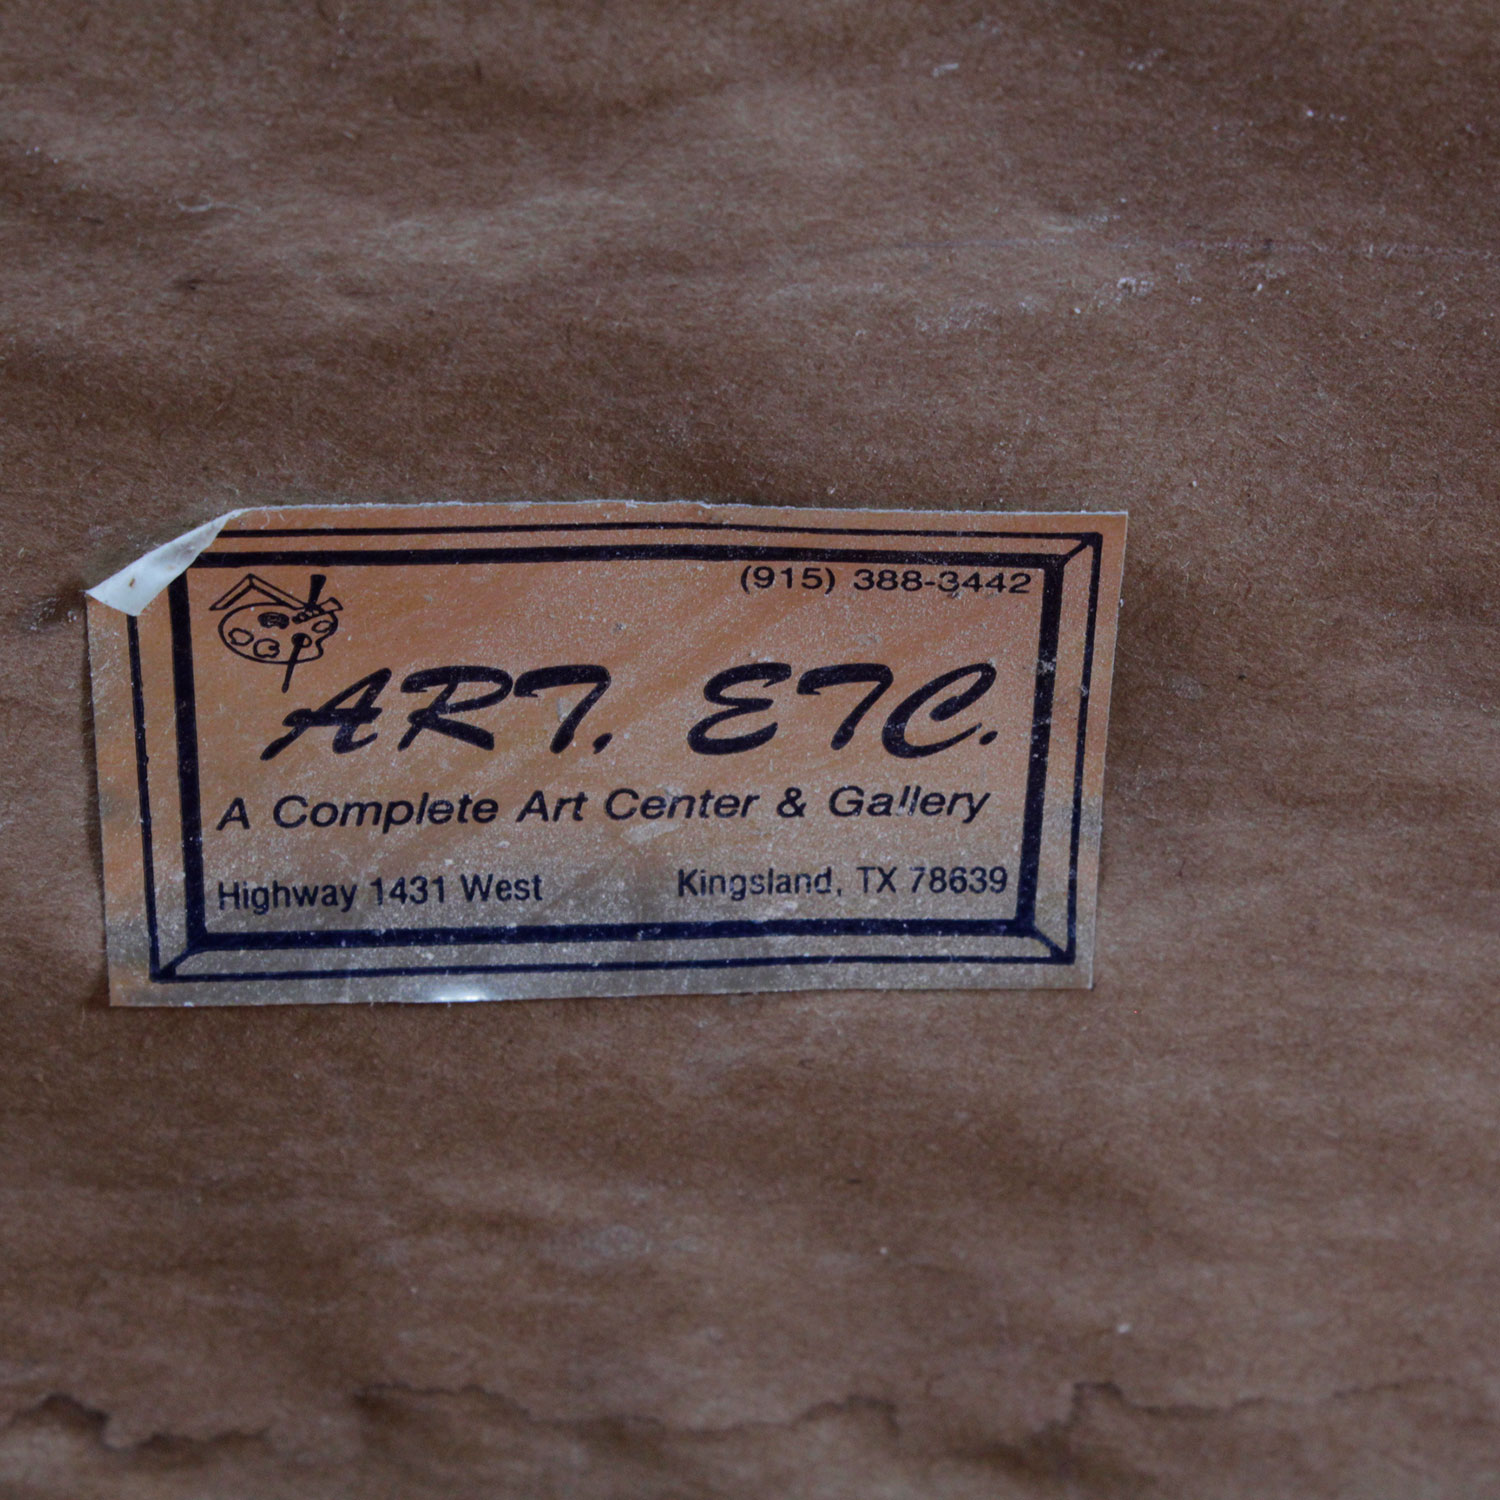 (915) 388-3442
ART, ETC.
A Complete Art Center & Gallery
Highway 1431 West Kingsland, TX 78639